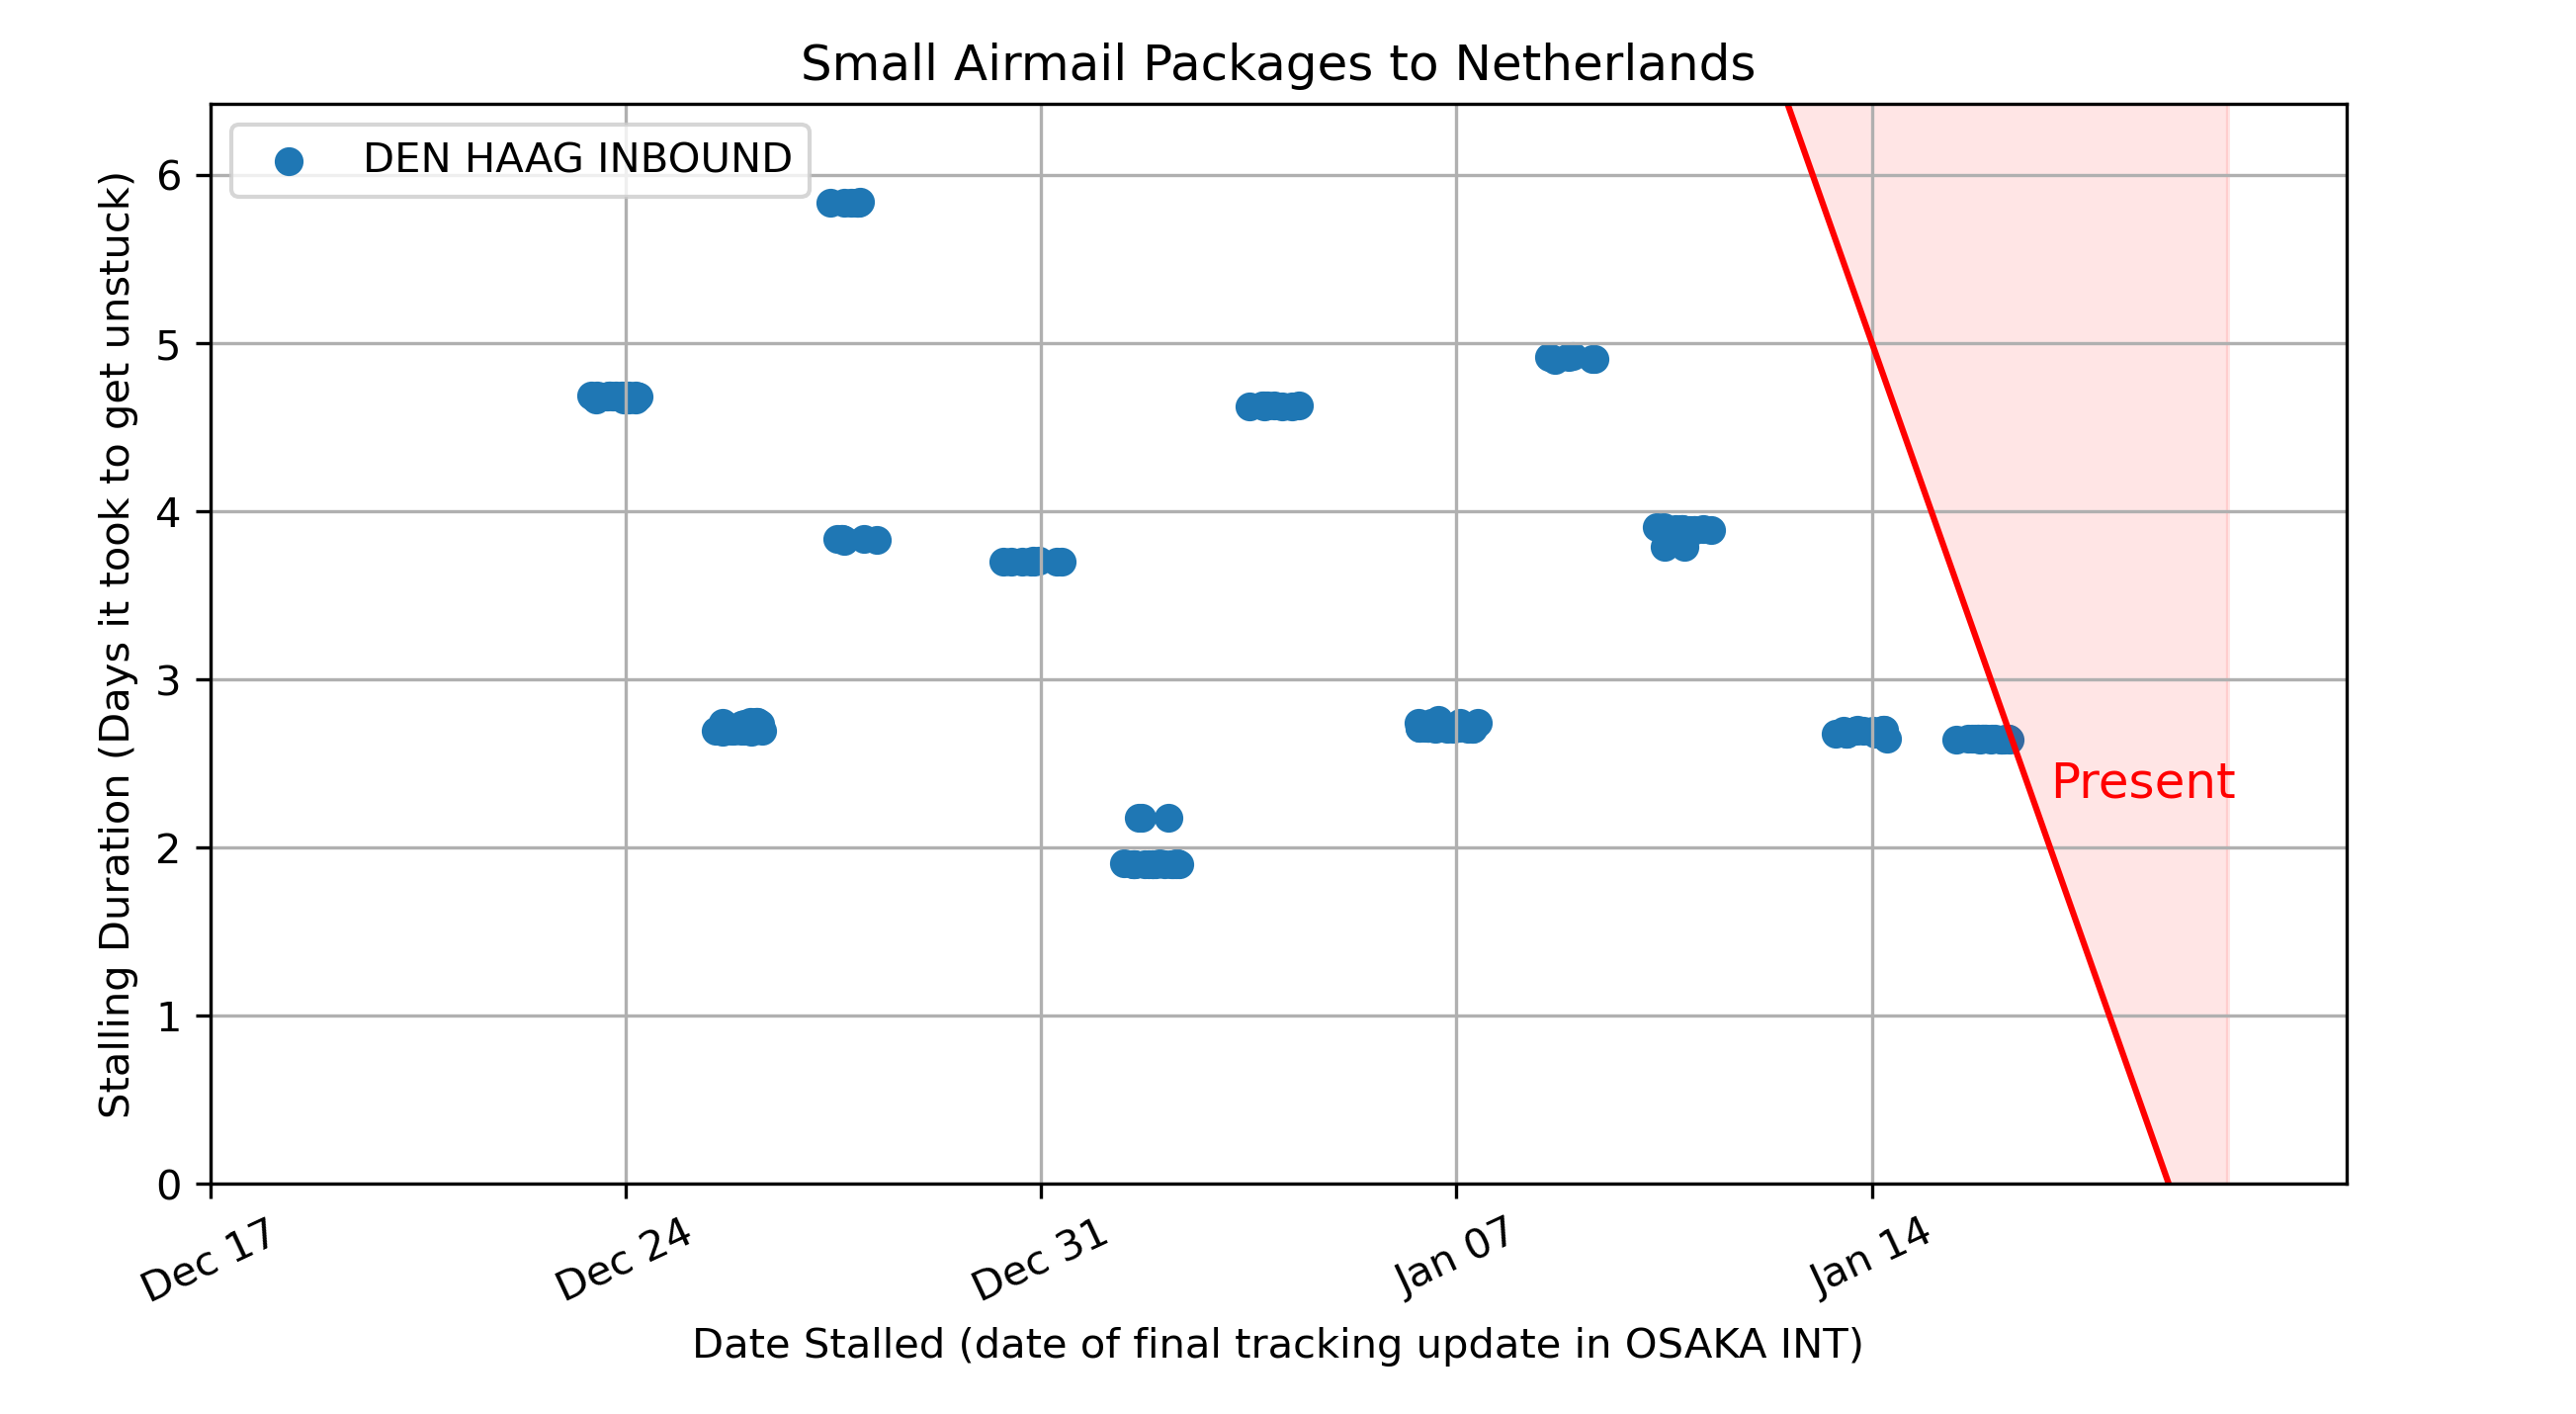 Small Airmail Packages to Netherlands
DEN HAAG INBOUND
Stalling Duration (Days it took to get unstuck)
6
5
4
3
2
1
0
Present
Dec 17
Dec 24
Dec 31
Jan 07
Jan 14
Date Stalled (date of final tracking update in OSAKA INT)